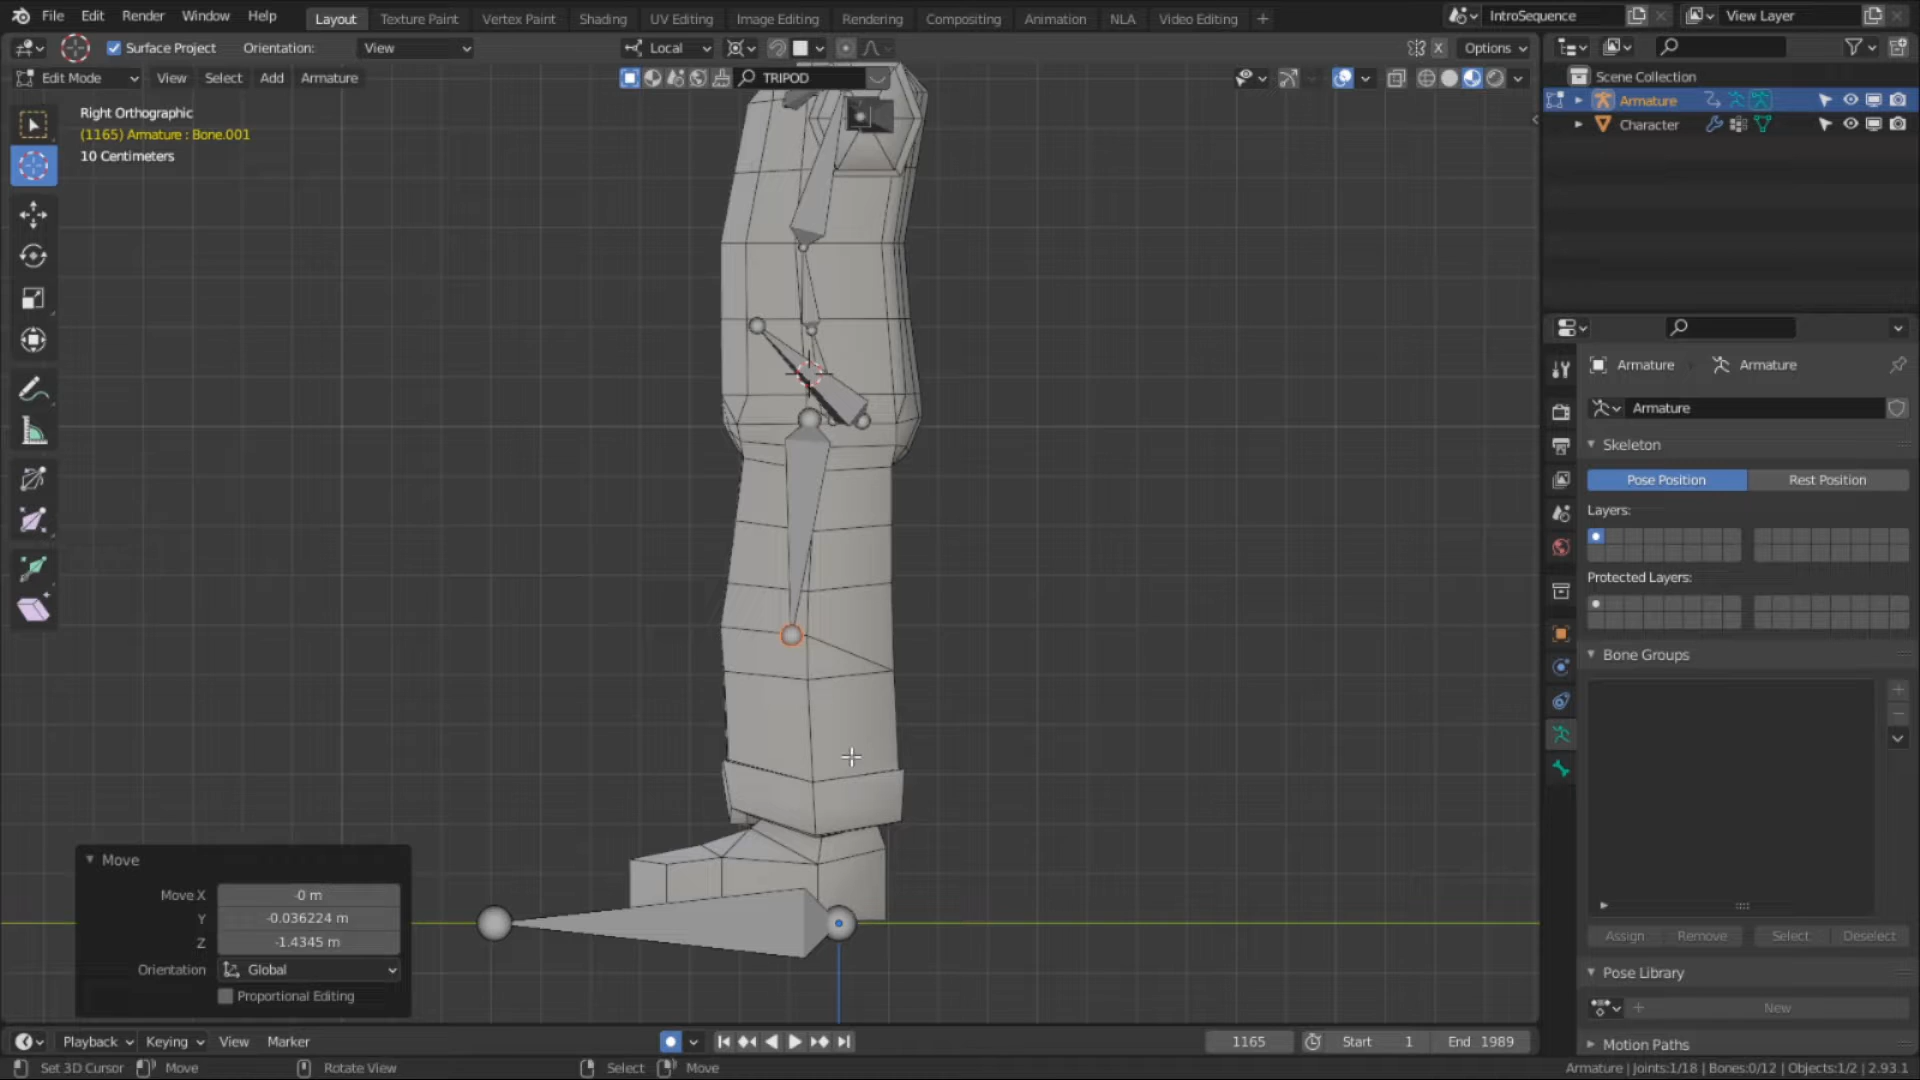 File Edit Render Window Help Layout Texture Paint Vertex Paint Shading UV Editing Image Editing Rendering Compositing Animation NLA Video Editing + IntroSequence View Layer
Surface Project Orientation: View Local Options
Edit Mode View Select Add Armature TRIPOD
Right Orthographic
(1165) Armature : Bone.001
10 Centimeters
Scene Collection
Armature
Character
Armature Armature
Armature
Skeleton
Pose Position Rest Position
Layers:
Protected Layers:
Bone Groups
Assign Remove Select Deselect
Pose Library
+ New
Motion Paths
Move
Move X -0 m
Y -0.036224 m
Z -1.4345 m
Orientation Global
Proportional Editing
Playback Keying View Marker 1165 Start 1 End 1989
Set 3D Cursor Move Rotate View Select Move Armature | Joints:1/18 | Bones:0/12 | Objects:1/2 | 2.93.1